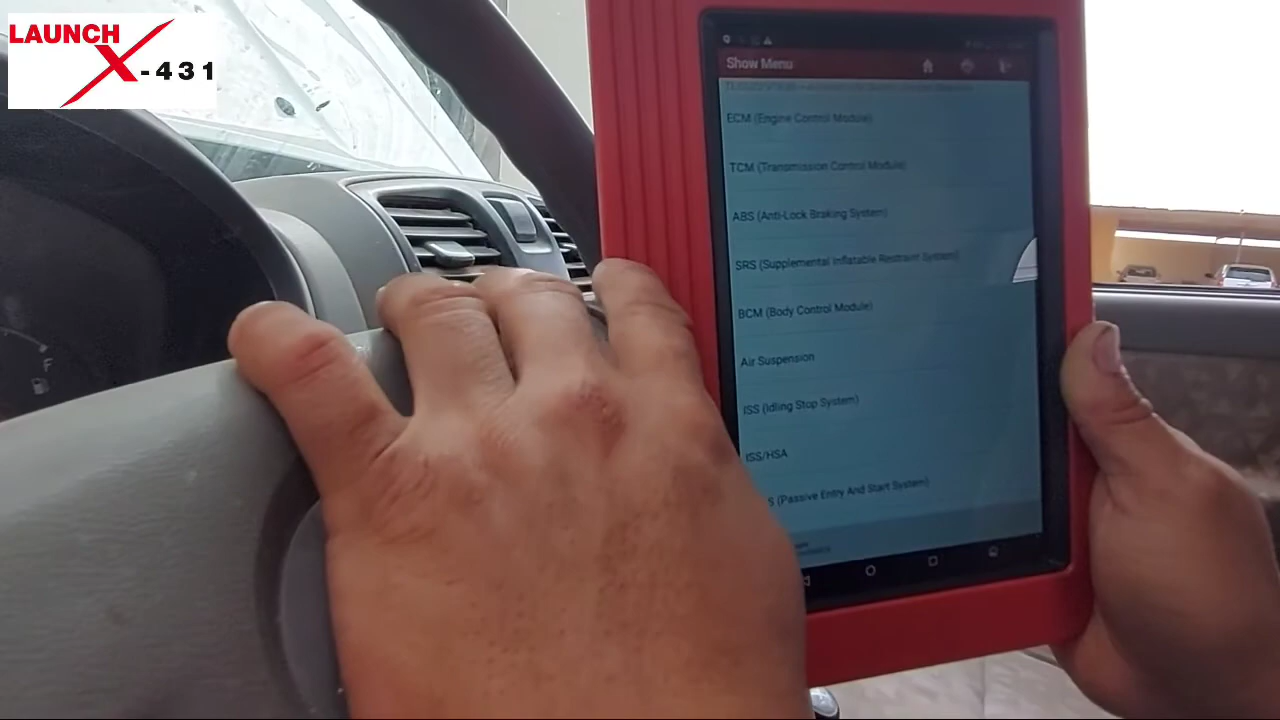 LAUNCH
X-431
Show Menu
ECM (Engine Control Module)
TCM (Transmission Control Module)
ABS (Anti-Lock Braking System)
SRS (Supplemental Inflatable Restraint System)
BCM (Body Control Module)
Air Suspension
ISS (Idling Stop System)
ISS/HSA
S (Passive Entry And Start System)
F